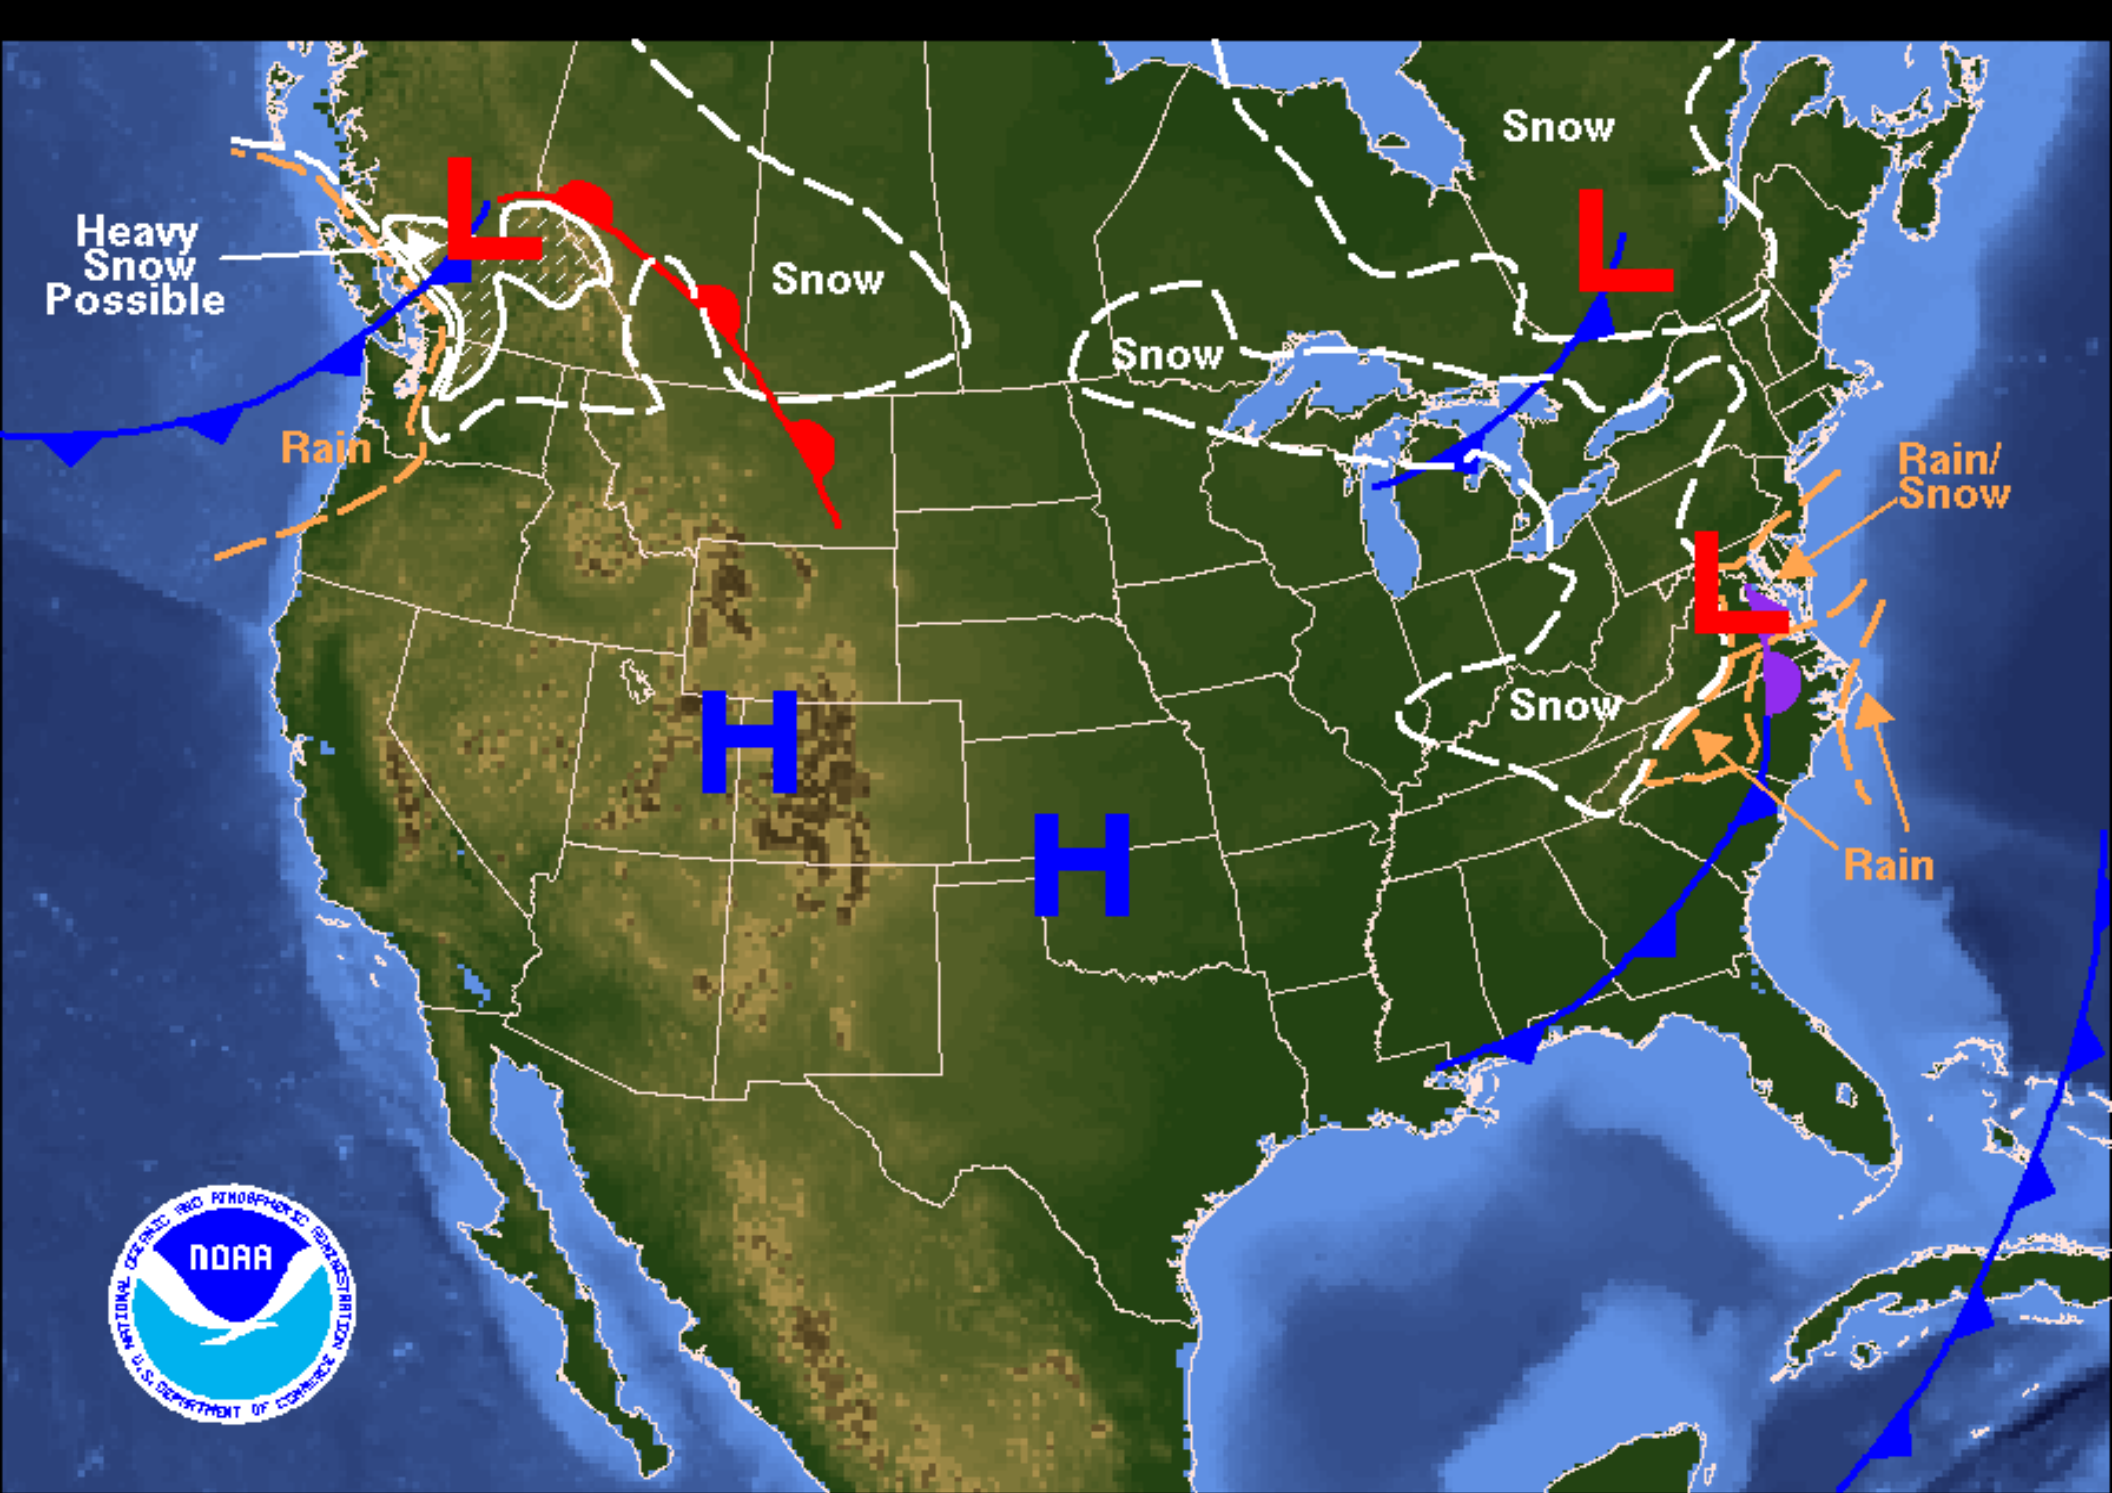 Snow
L
L
Heavy
Snow
Possible
Snow
Snow
Rain
Rain/
Snow
L
Snow
H
H
Rain
NOAA
NATIONAL OCEANIC AND ATMOSPHERIC ADMINISTRATION
U.S. DEPARTMENT OF COMMERCE